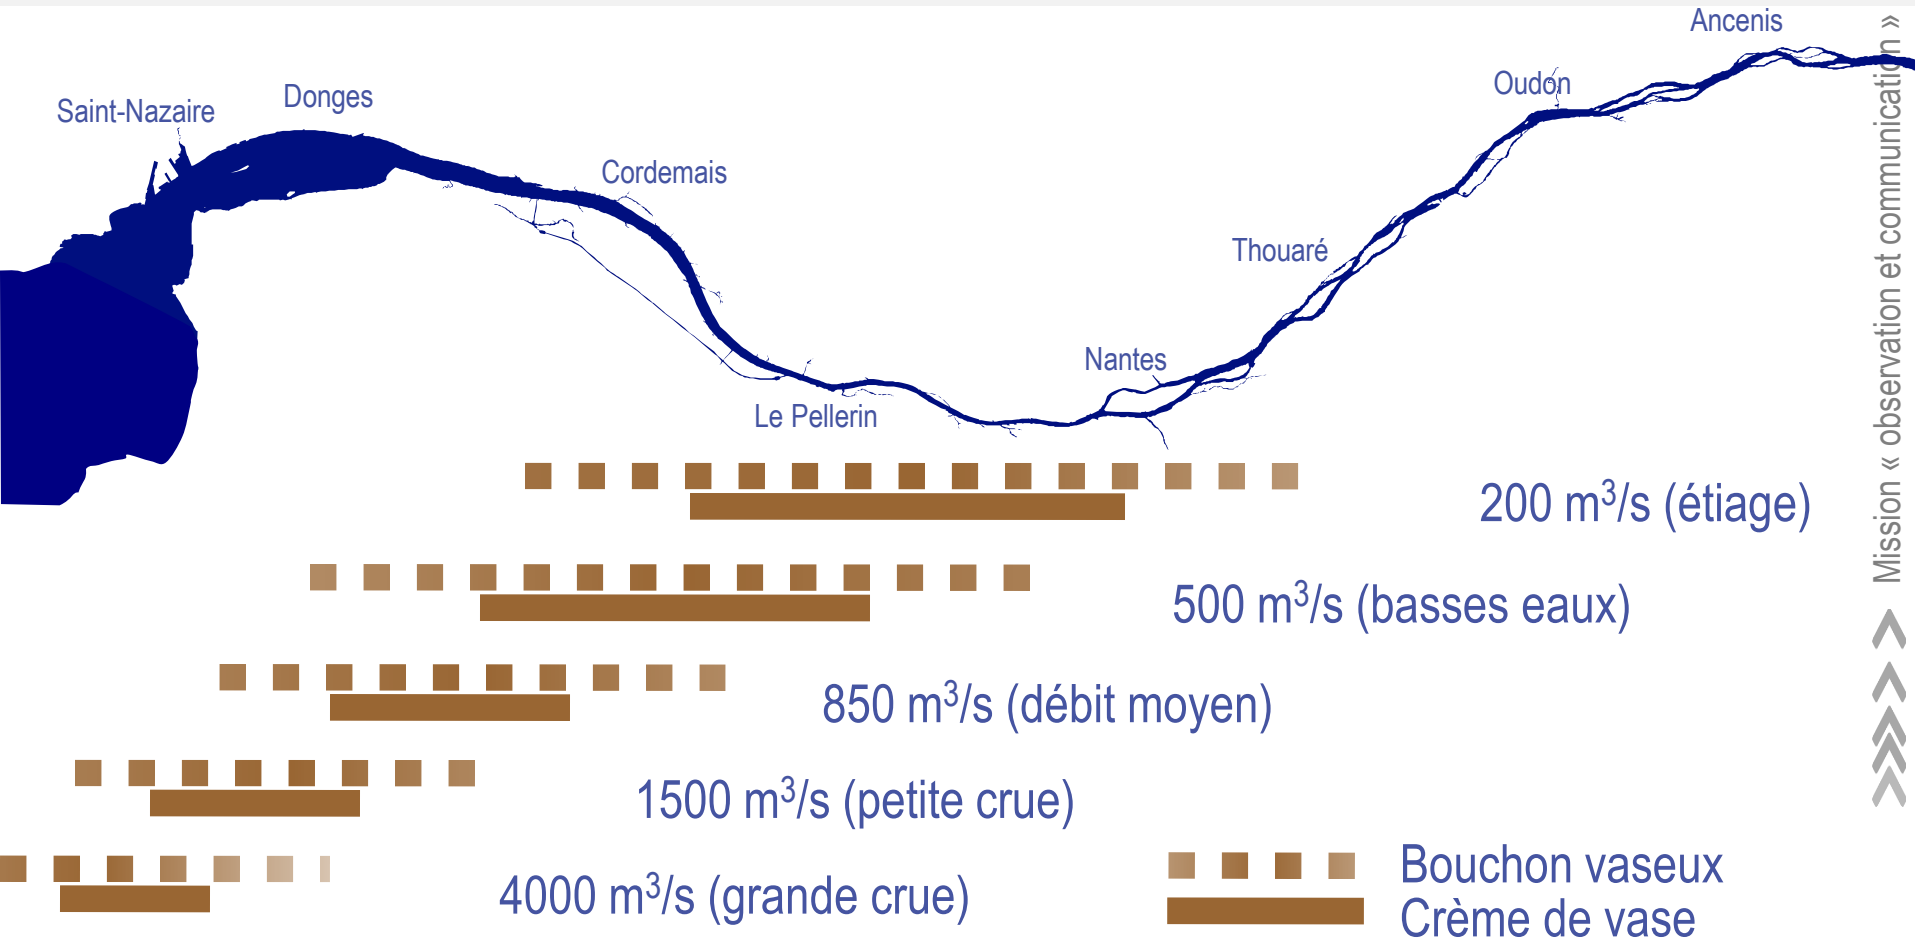 Ancenis
Oudon
Donges
Saint-Nazaire
Cordemais
Thouaré
Nantes
Le Pellerin
200 m³/s (étiage)
500 m³/s (basses eaux)
850 m³/s (débit moyen)
1500 m³/s (petite crue)
4000 m³/s (grande crue)
Bouchon vaseux
Crème de vase
Mission « observation et communication »